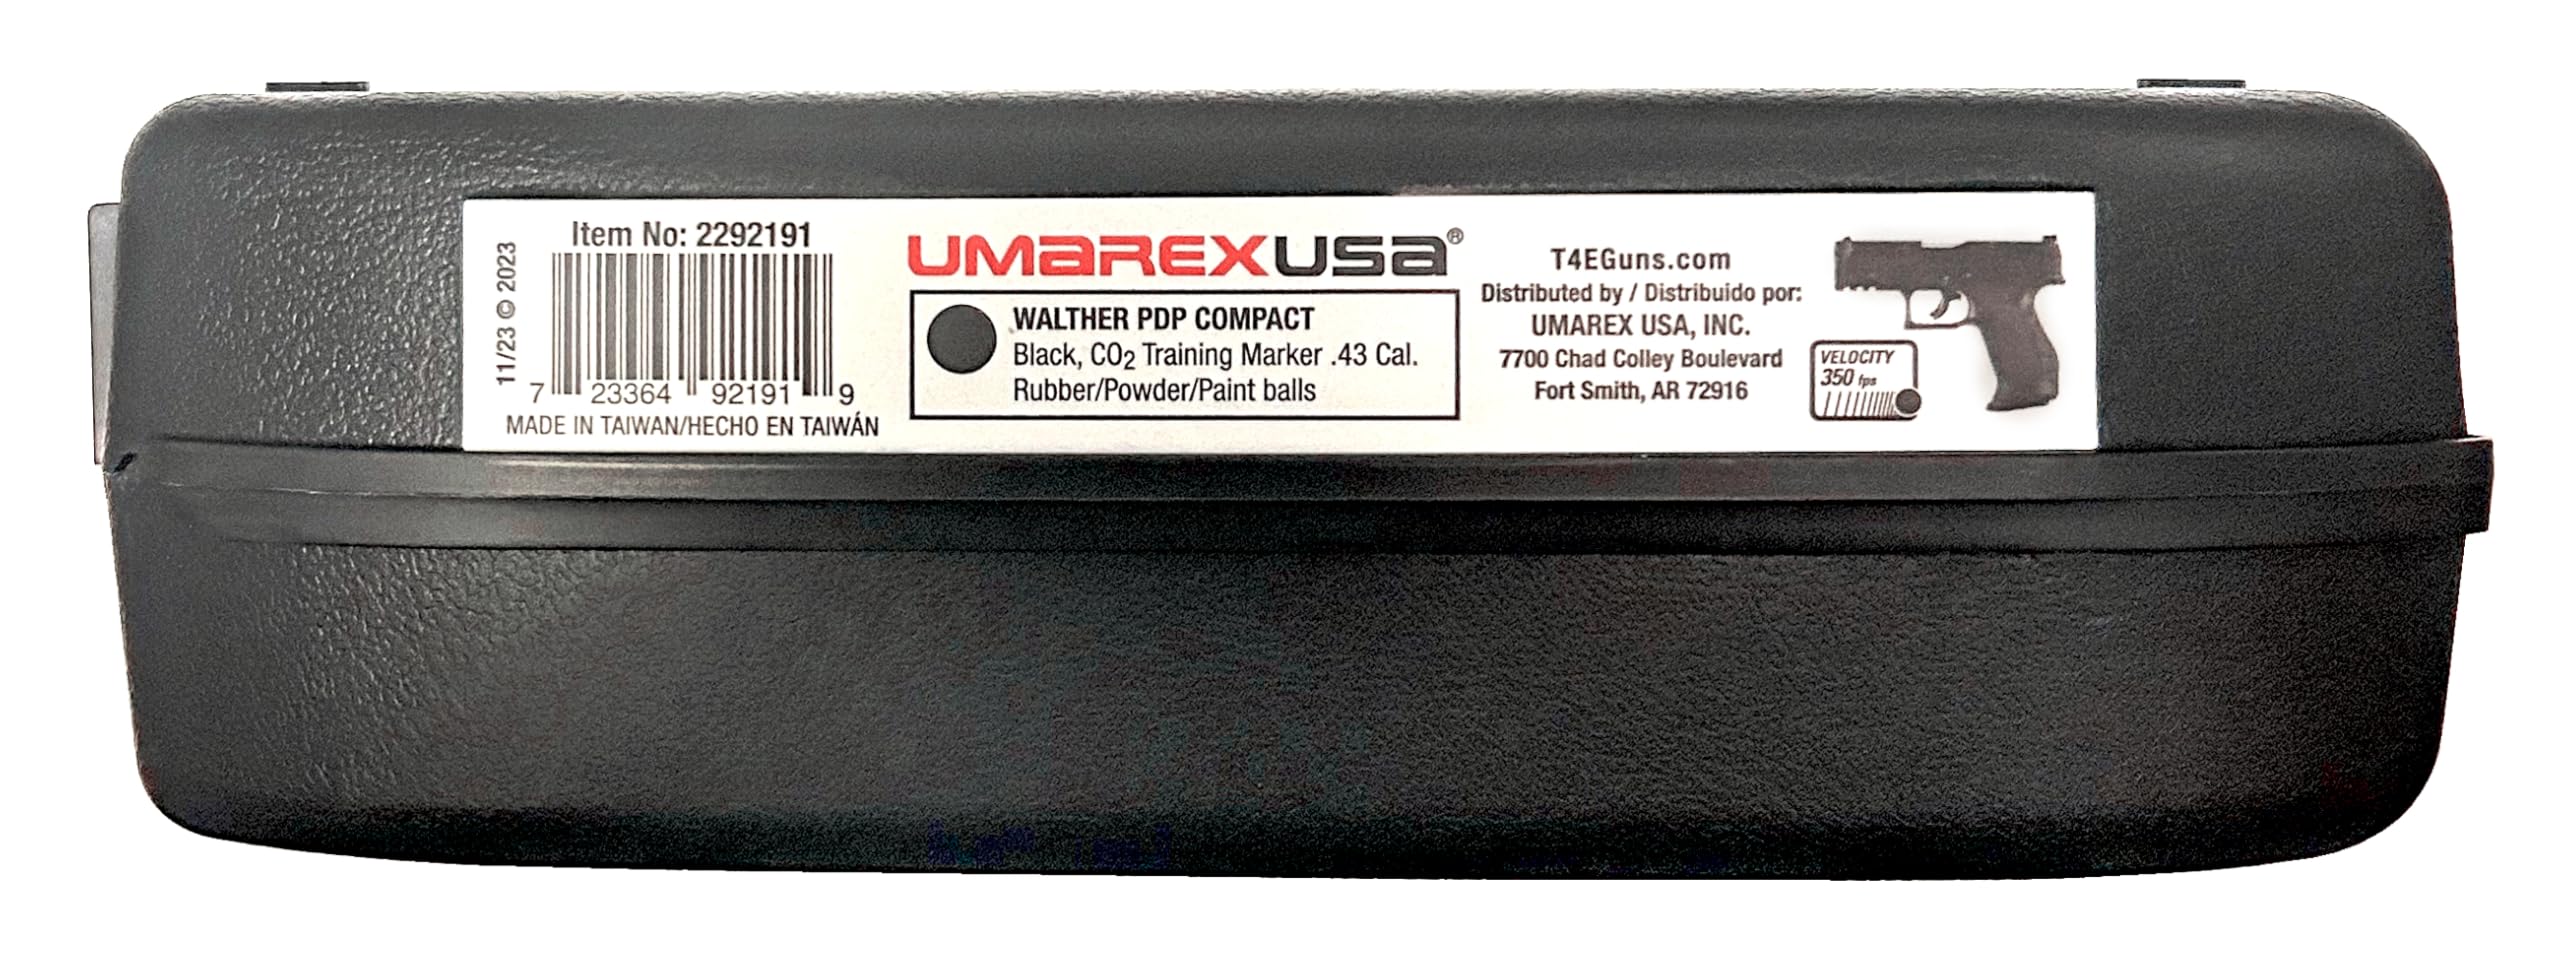 Item No: 2292191
11/23 © 2023
7 23364 92191 9
MADE IN TAIWAN/HECHO EN TAIWÁN
UMAREXUSA®
WALTHER PDP COMPACT
Black, CO₂ Training Marker .43 Cal.
Rubber/Powder/Paint balls
T4EGuns.com
Distributed by / Distribuido por:
UMAREX USA, INC.
7700 Chad Colley Boulevard
Fort Smith, AR 72916
VELOCITY
350 fps